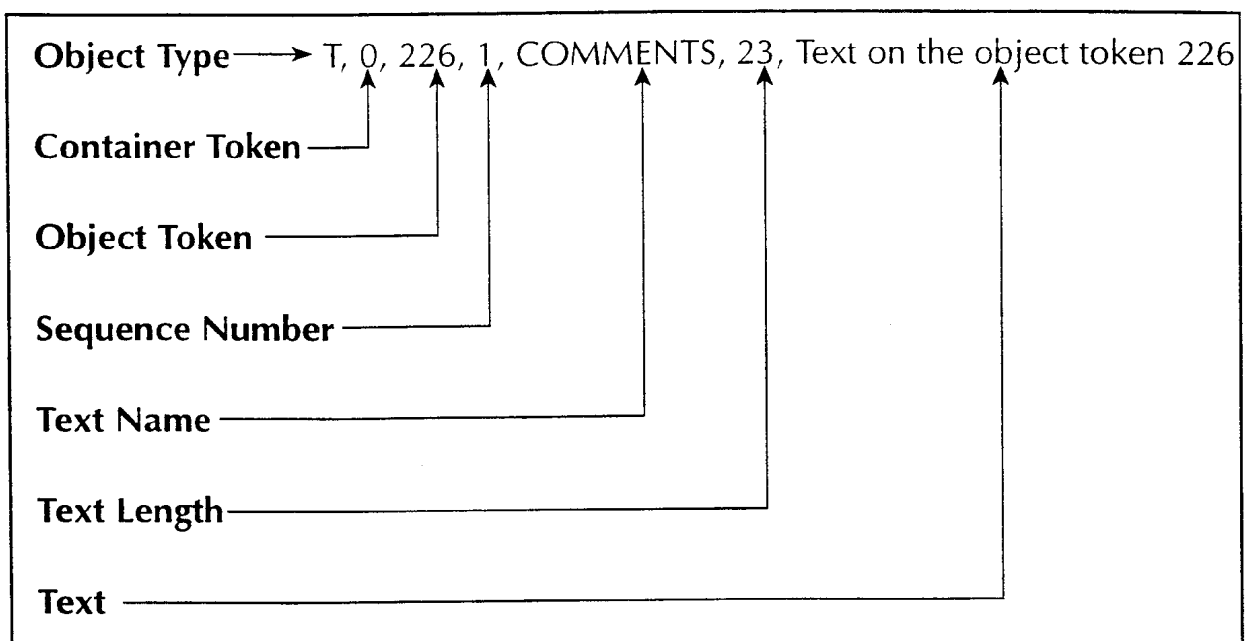 Object Type T, 0, 226, 1, COMMENTS, 23, Text on the object token 226
Container Token
Object Token
Sequence Number
Text Name
Text Length
Text